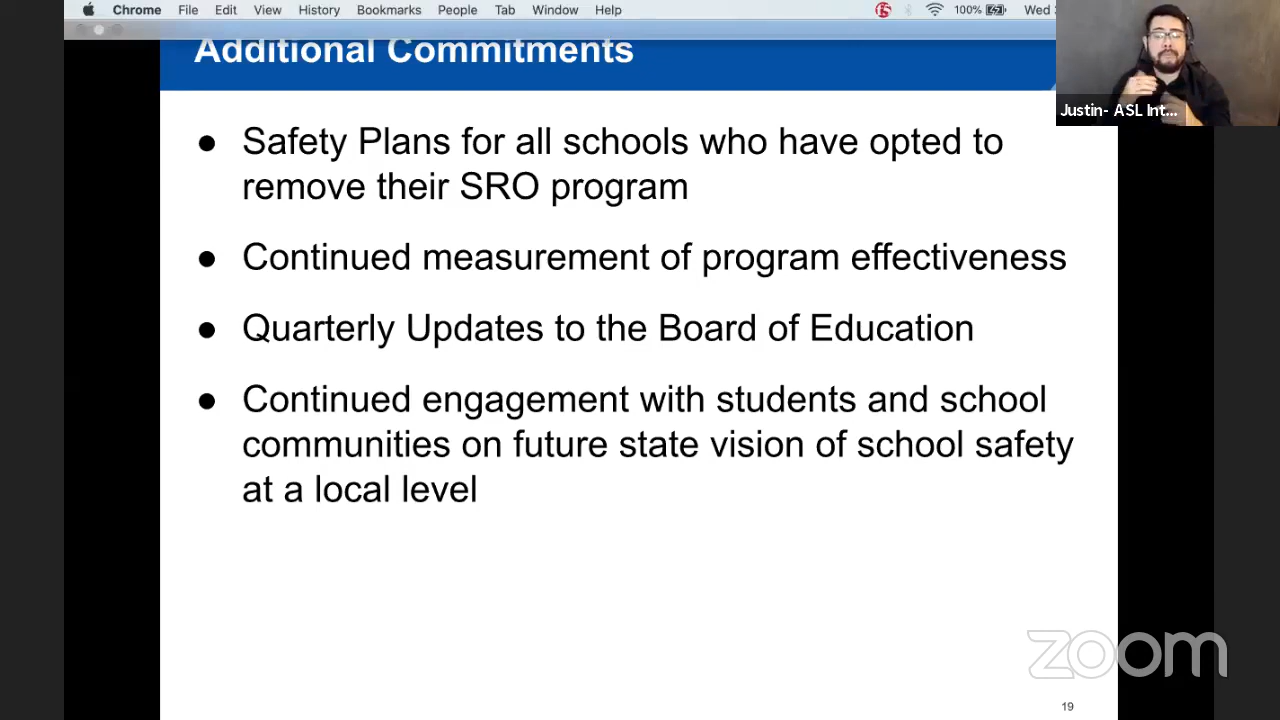 Chrome File Edit View History Bookmarks People Tab Window Help 100% Wed
Justin- ASL Int...
Additional Commitments
● Safety Plans for all schools who have opted to
remove their SRO program
● Continued measurement of program effectiveness
● Quarterly Updates to the Board of Education
● Continued engagement with students and school
communities on future state vision of school safety
at a local level
zoom
19